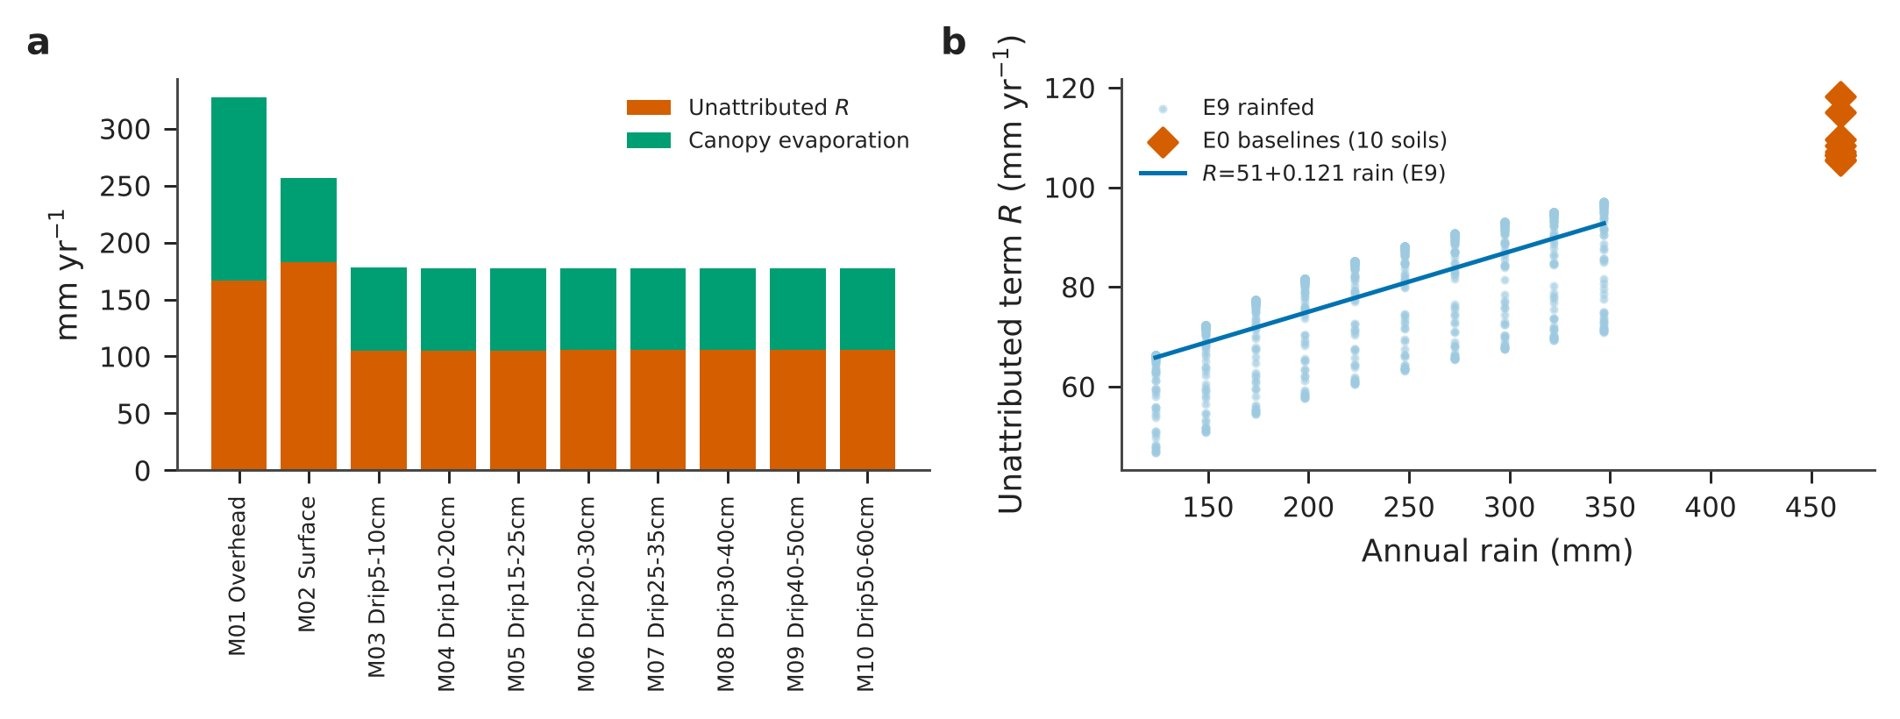 a
mm yr⁻¹
300
250
200
150
100
50
0
Unattributed R
Canopy evaporation
M01 Overhead
M02 Surface
M03 Drip5-10cm
M04 Drip10-20cm
M05 Drip15-25cm
M06 Drip20-30cm
M07 Drip25-35cm
M08 Drip30-40cm
M09 Drip40-50cm
M10 Drip50-60cm
b
Unattributed term R (mm yr⁻¹)
120
100
80
60
E9 rainfed
E0 baselines (10 soils)
R=51+0.121 rain (E9)
150 200 250 300 350 400 450
Annual rain (mm)